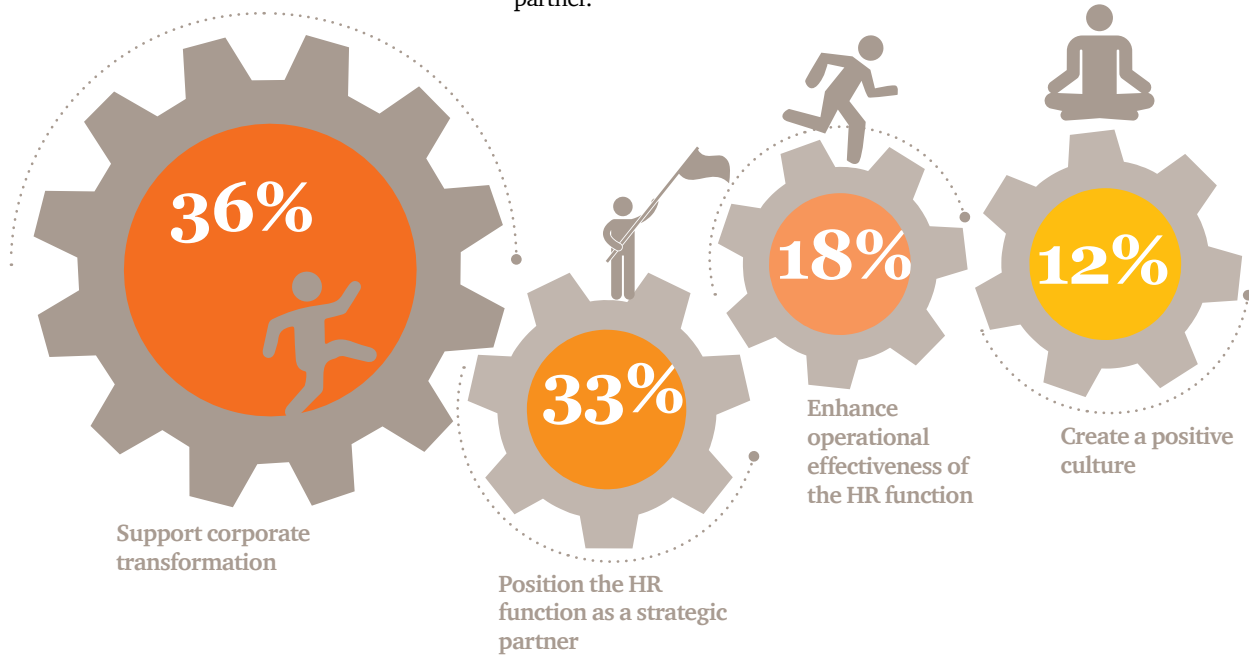 partner.
36%
Support corporate
transformation
33%
Position the HR
function as a strategic
partner
18%
Enhance
operational
effectiveness of
the HR function
12%
Create a positive
culture